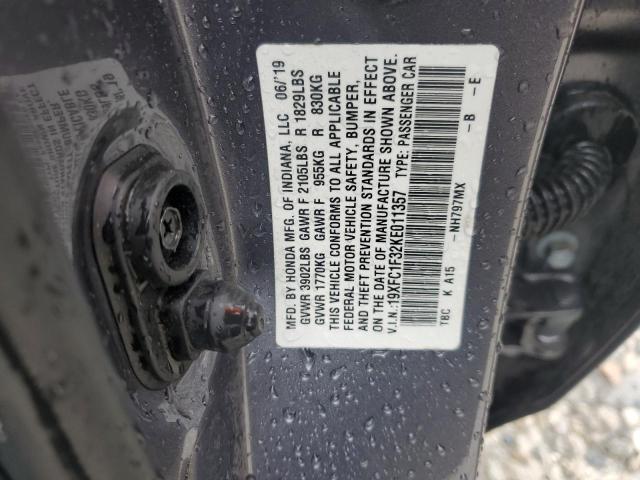 MFD. BY HONDA MFG. OF INDIANA, LLC 06/'19
GVWR 3902LBS GAWR F 2105LBS R 1829LBS
GVWR 1770KG GAWR F 955KG R 830KG
THIS VEHICLE CONFORMS TO ALL APPLICABLE
FEDERAL MOTOR VEHICLE SAFETY, BUMPER,
AND THEFT PREVENTION STANDARDS IN EFFECT
ON THE DATE OF MANUFACTURE SHOWN ABOVE.
V.I.N.:19XFC1F32KE011357 TYPE: PASSENGER CAR
TBC K A15 -NH797MX -B -E